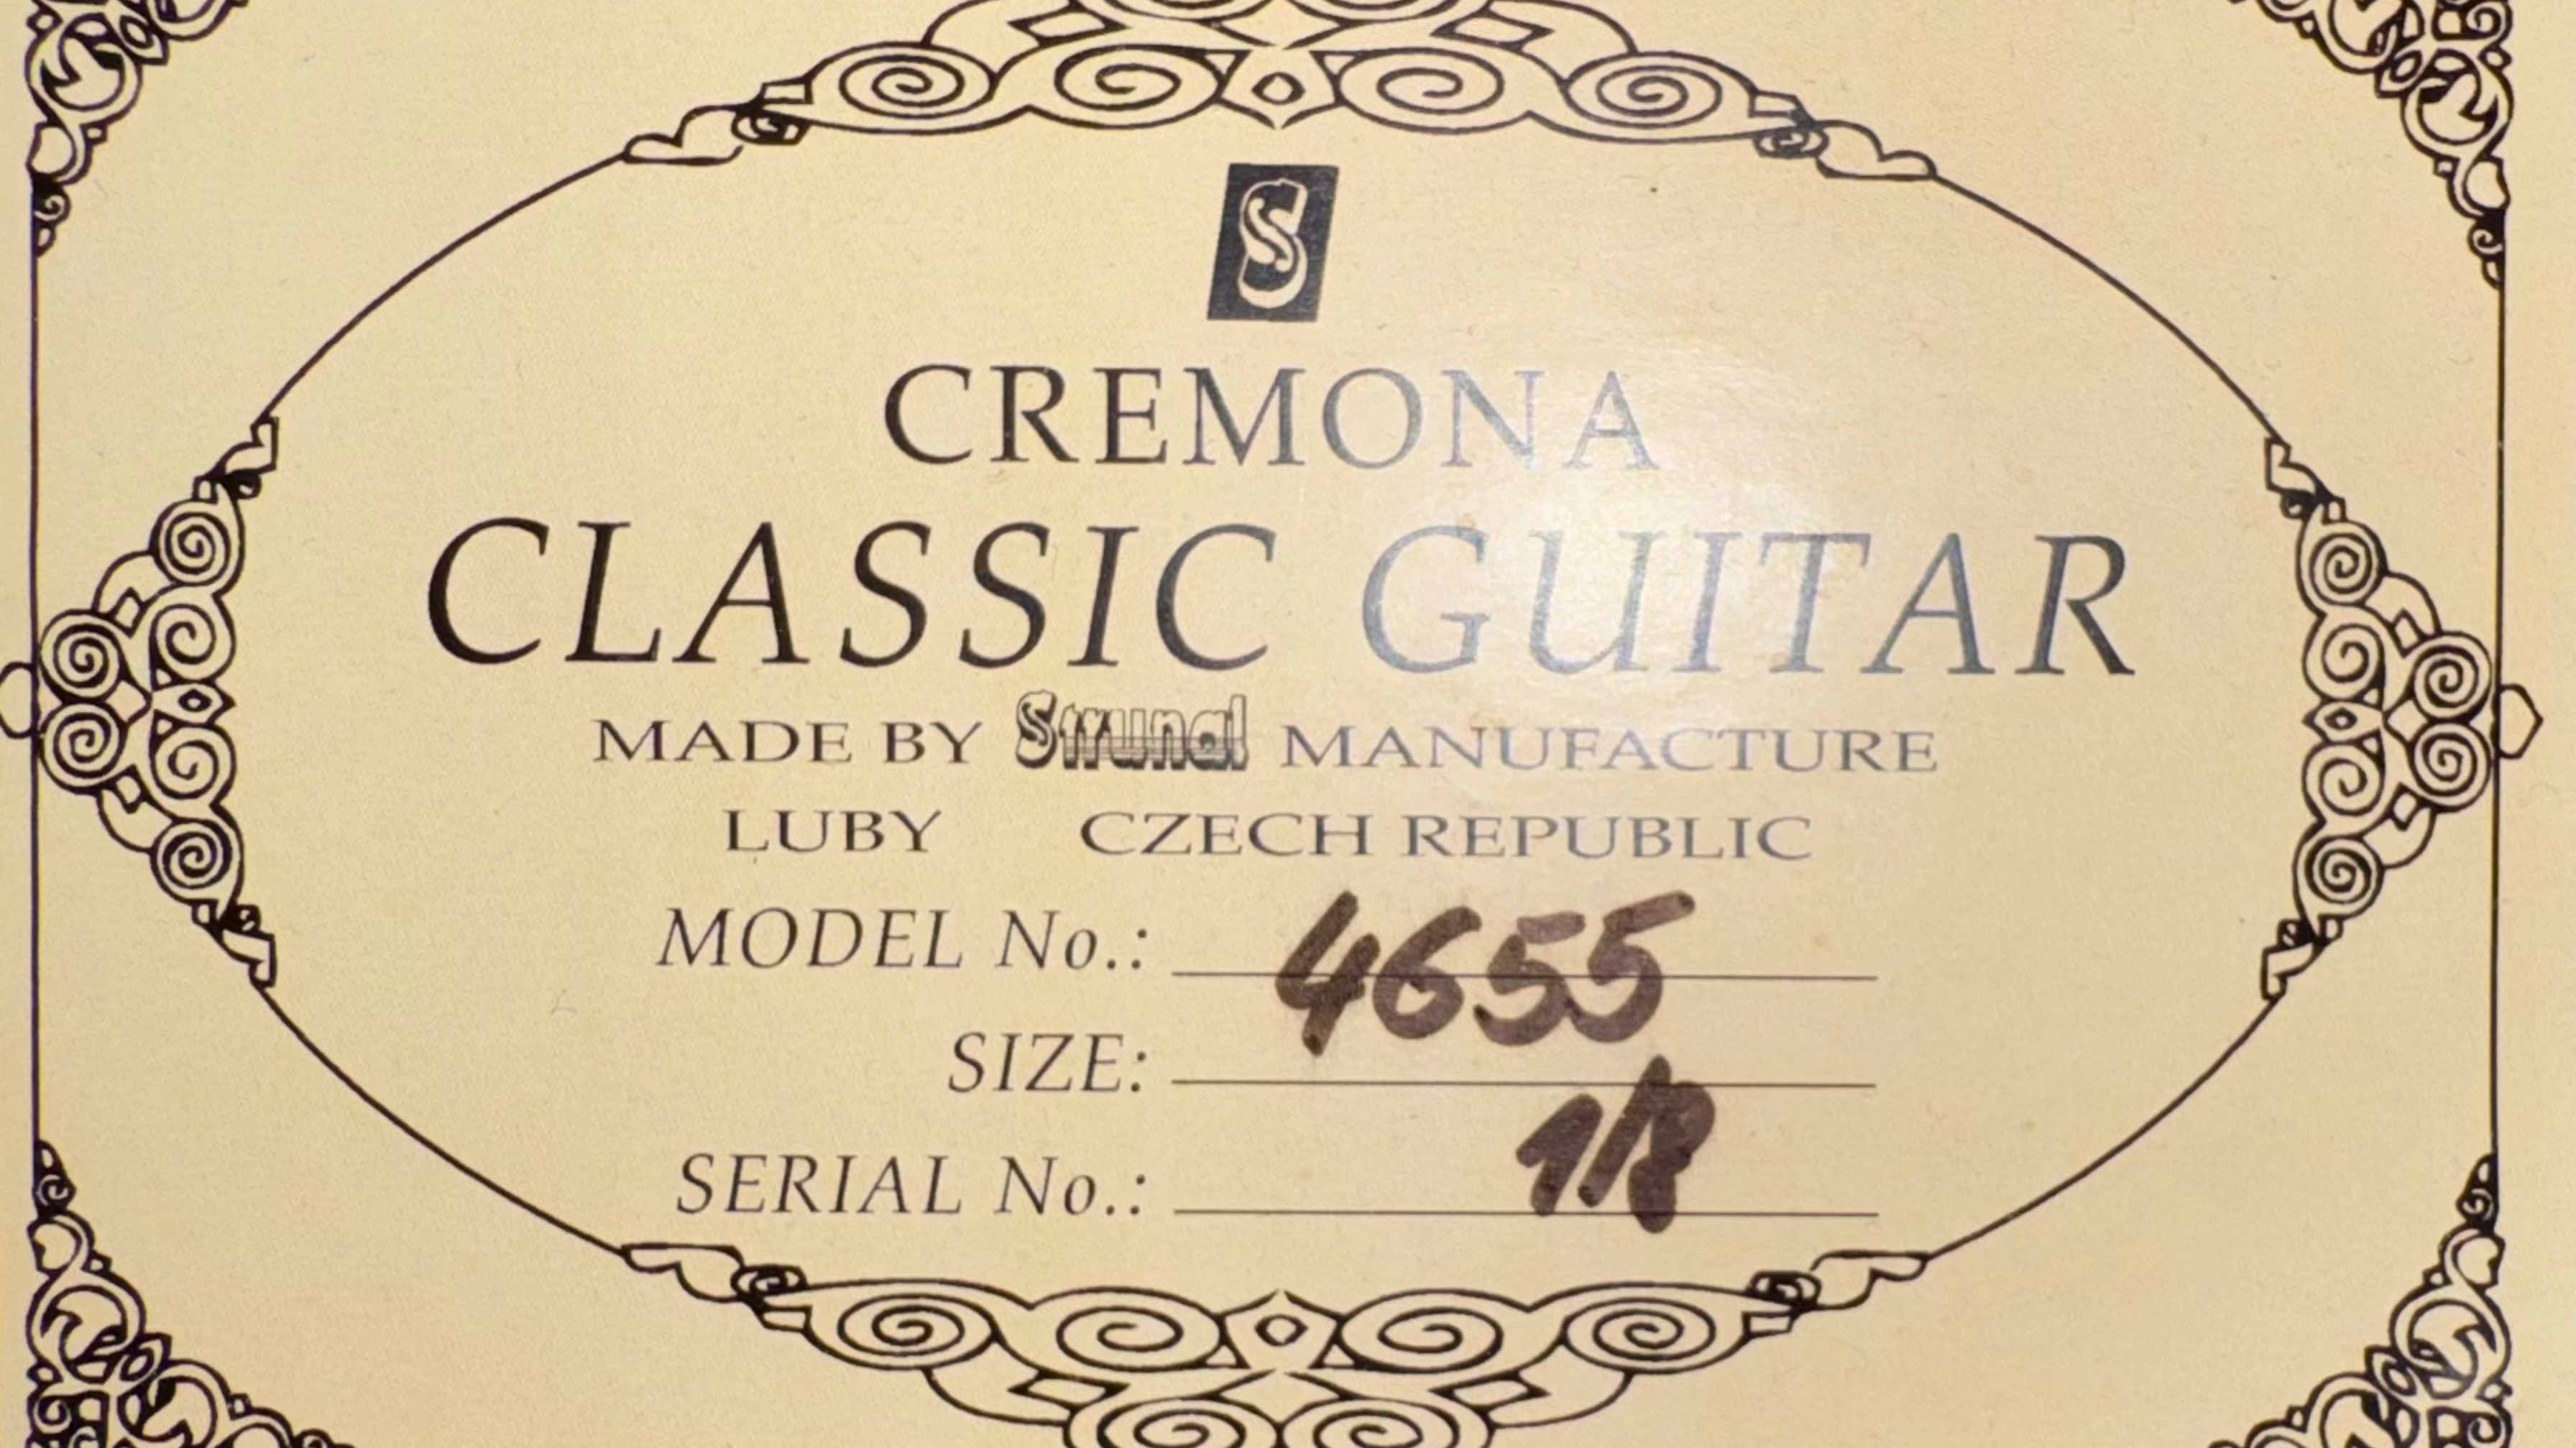 S
CREMONA
CLASSIC GUITAR
MADE BY Strunal MANUFACTURE
LUBY CZECH REPUBLIC
MODEL No.: 4655
SIZE:
1/8
SERIAL No.: